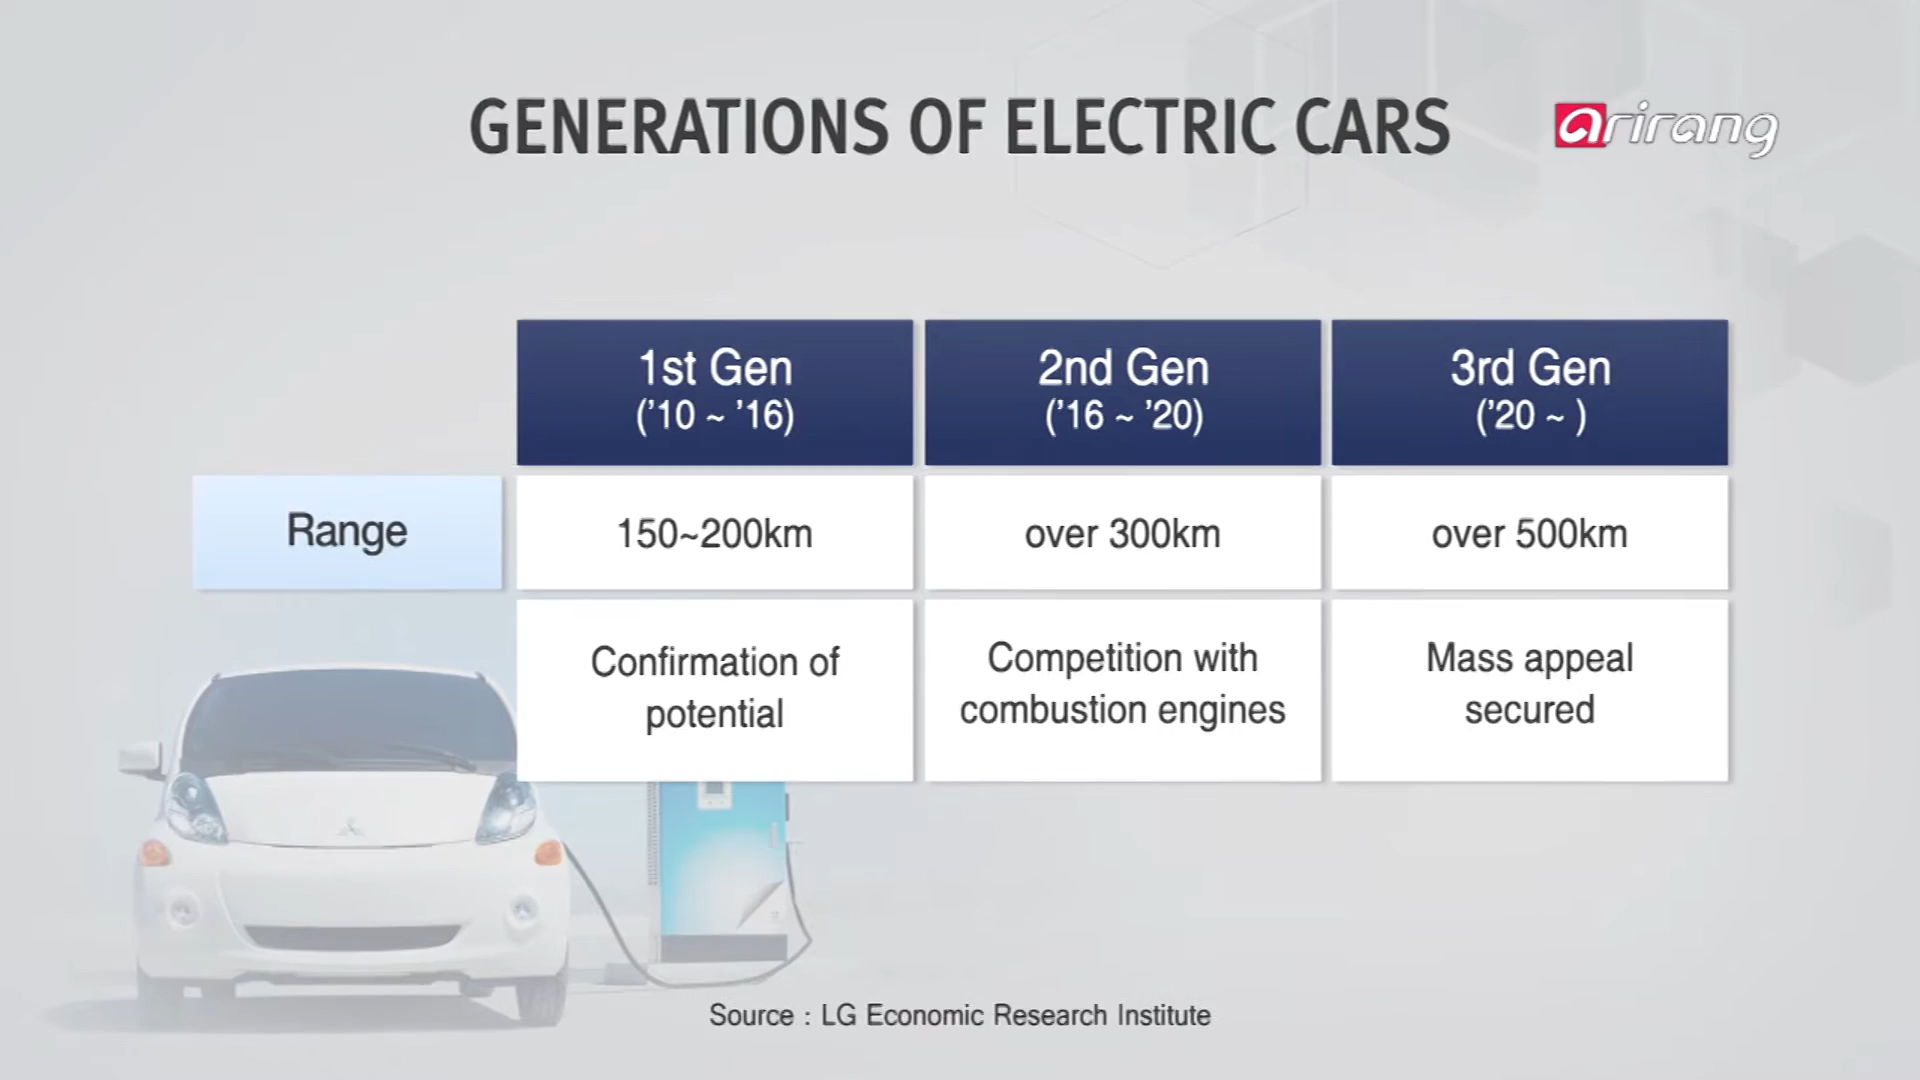 GENERATIONS OF ELECTRIC CARS
arirang
1st Gen
(’10 ~ ’16)
2nd Gen
(’16 ~ ’20)
3rd Gen
(’20 ~ )
Range
150~200km
over 300km
over 500km
Confirmation of
potential
Competition with
combustion engines
Mass appeal
secured
Source : LG Economic Research Institute